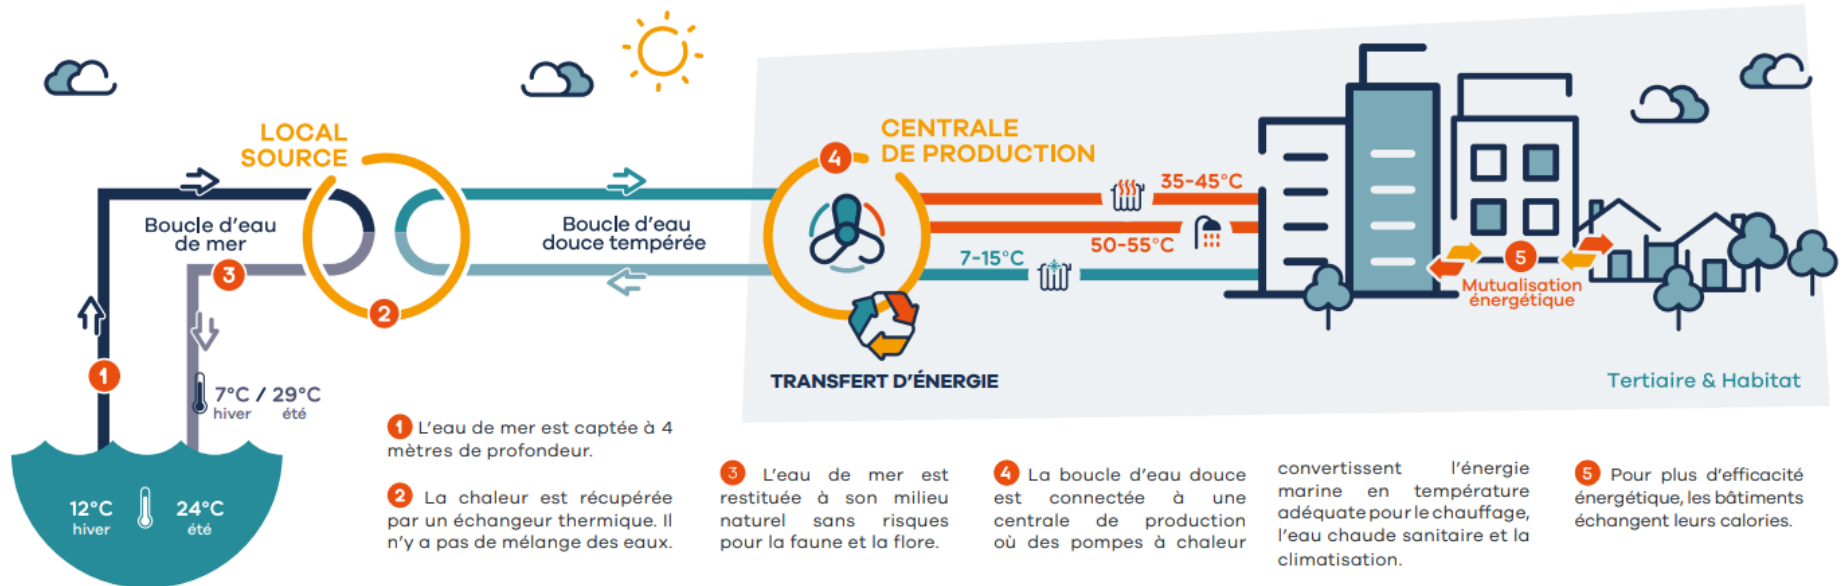 LOCAL
SOURCE
Boucle d'eau
de mer
3
2
1
7°C / 29°C
hiver été
12°C 24°C
hiver été
Boucle d'eau
douce tempérée
4
CENTRALE
DE PRODUCTION
35-45°C
50-55°C
7-15°C
TRANSFERT D'ÉNERGIE
5
Mutualisation
énergétique
Tertiaire & Habitat
1 L'eau de mer est captée à 4
mètres de profondeur.
2 La chaleur est récupérée
par un échangeur thermique. Il
n'y a pas de mélange des eaux.
3 L'eau de mer est
restituée à son milieu
naturel sans risques
pour la faune et la flore.
4 La boucle d'eau douce
est connectée à une
centrale de production
où des pompes à chaleur
convertissent l'énergie
marine en température
adéquate pour le chauffage,
l'eau chaude sanitaire et la
climatisation.
5 Pour plus d'efficacité
énergétique, les bâtiments
échangent leurs calories.